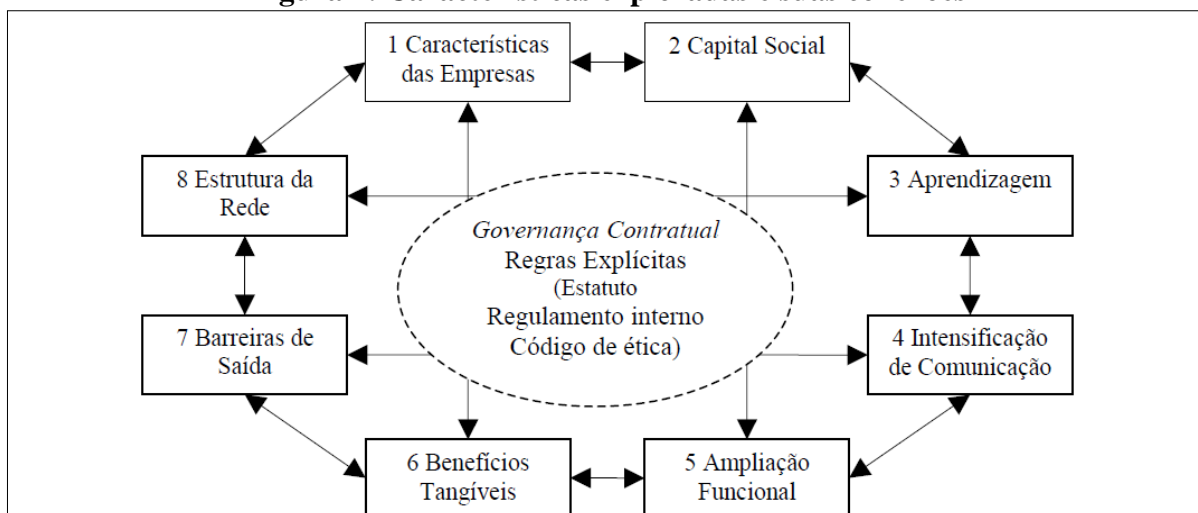 1 Características
das Empresas
2 Capital Social
8 Estrutura da
Rede
3 Aprendizagem
Governança Contratual
Regras Explícitas
(Estatuto
Regulamento interno
Código de ética)
7 Barreiras de
Saída
4 Intensificação
de Comunicação
6 Benefícios
Tangíveis
5 Ampliação
Funcional